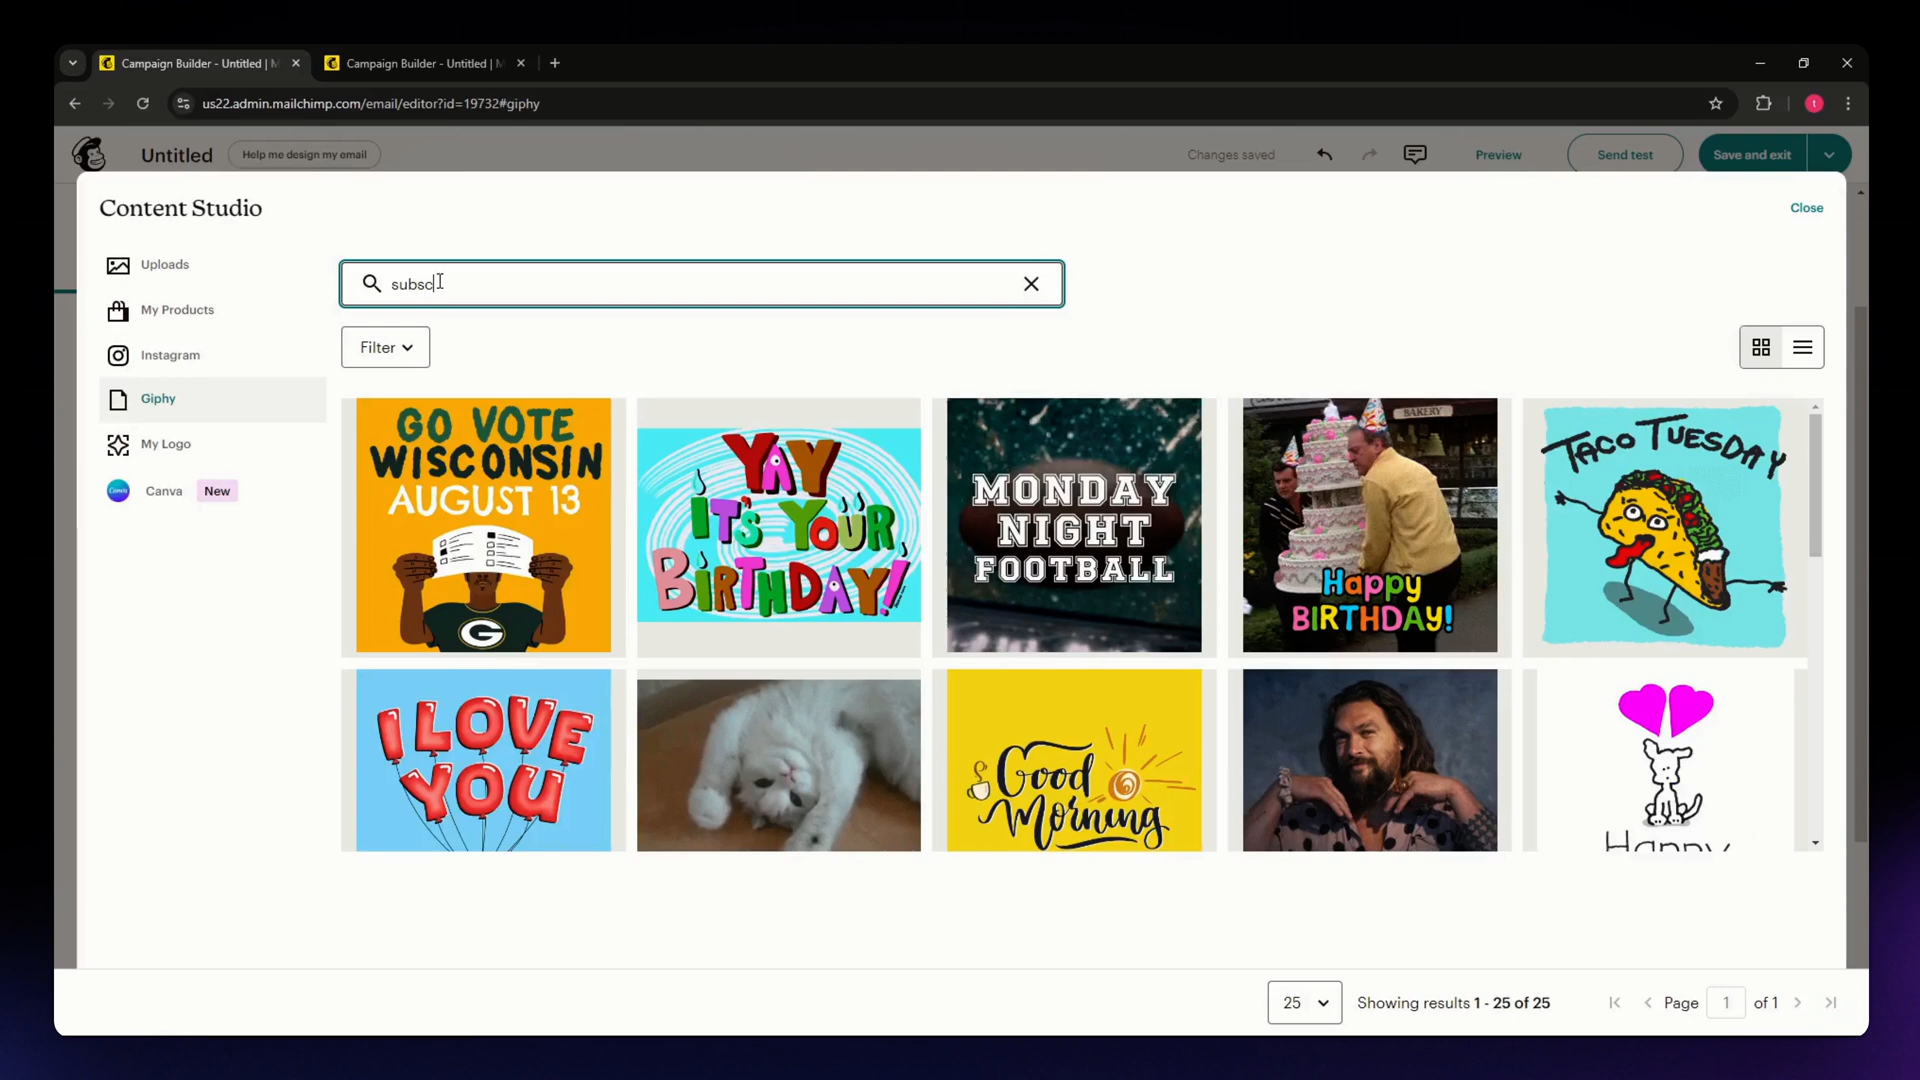 Campaign Builder - Untitled | M
Campaign Builder - Untitled | M
us22.admin.mailchimp.com/email/editor?id=19732#giphy
t
Untitled
Help me design my email
Changes saved
Preview
Send test
Save and exit
Content Studio
Close
Uploads
My Products
Instagram
Giphy
My Logo
Canva
New
subsc
Filter
GO VOTE
WISCONSIN
AUGUST 13
G
YAY
IT'S YOUR
BIRTHDAY!
MONDAY
NIGHT
FOOTBALL
BAKERY
Happy
BIRTHDAY!
TACO TUESDAY
I LOVE
YOU
Good
Morning
Happy
25
Showing results 1 - 25 of 25
Page
1
of 1